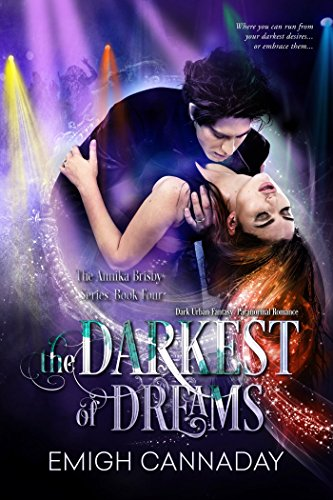 Where you can run from
your darkest desires...
or embrace them...
The Annika Brisby
Series, Book Four
Dark Urban Fantasy / Paranormal Romance
the DARKEST
of DREAMS
EMIGH CANNADAY